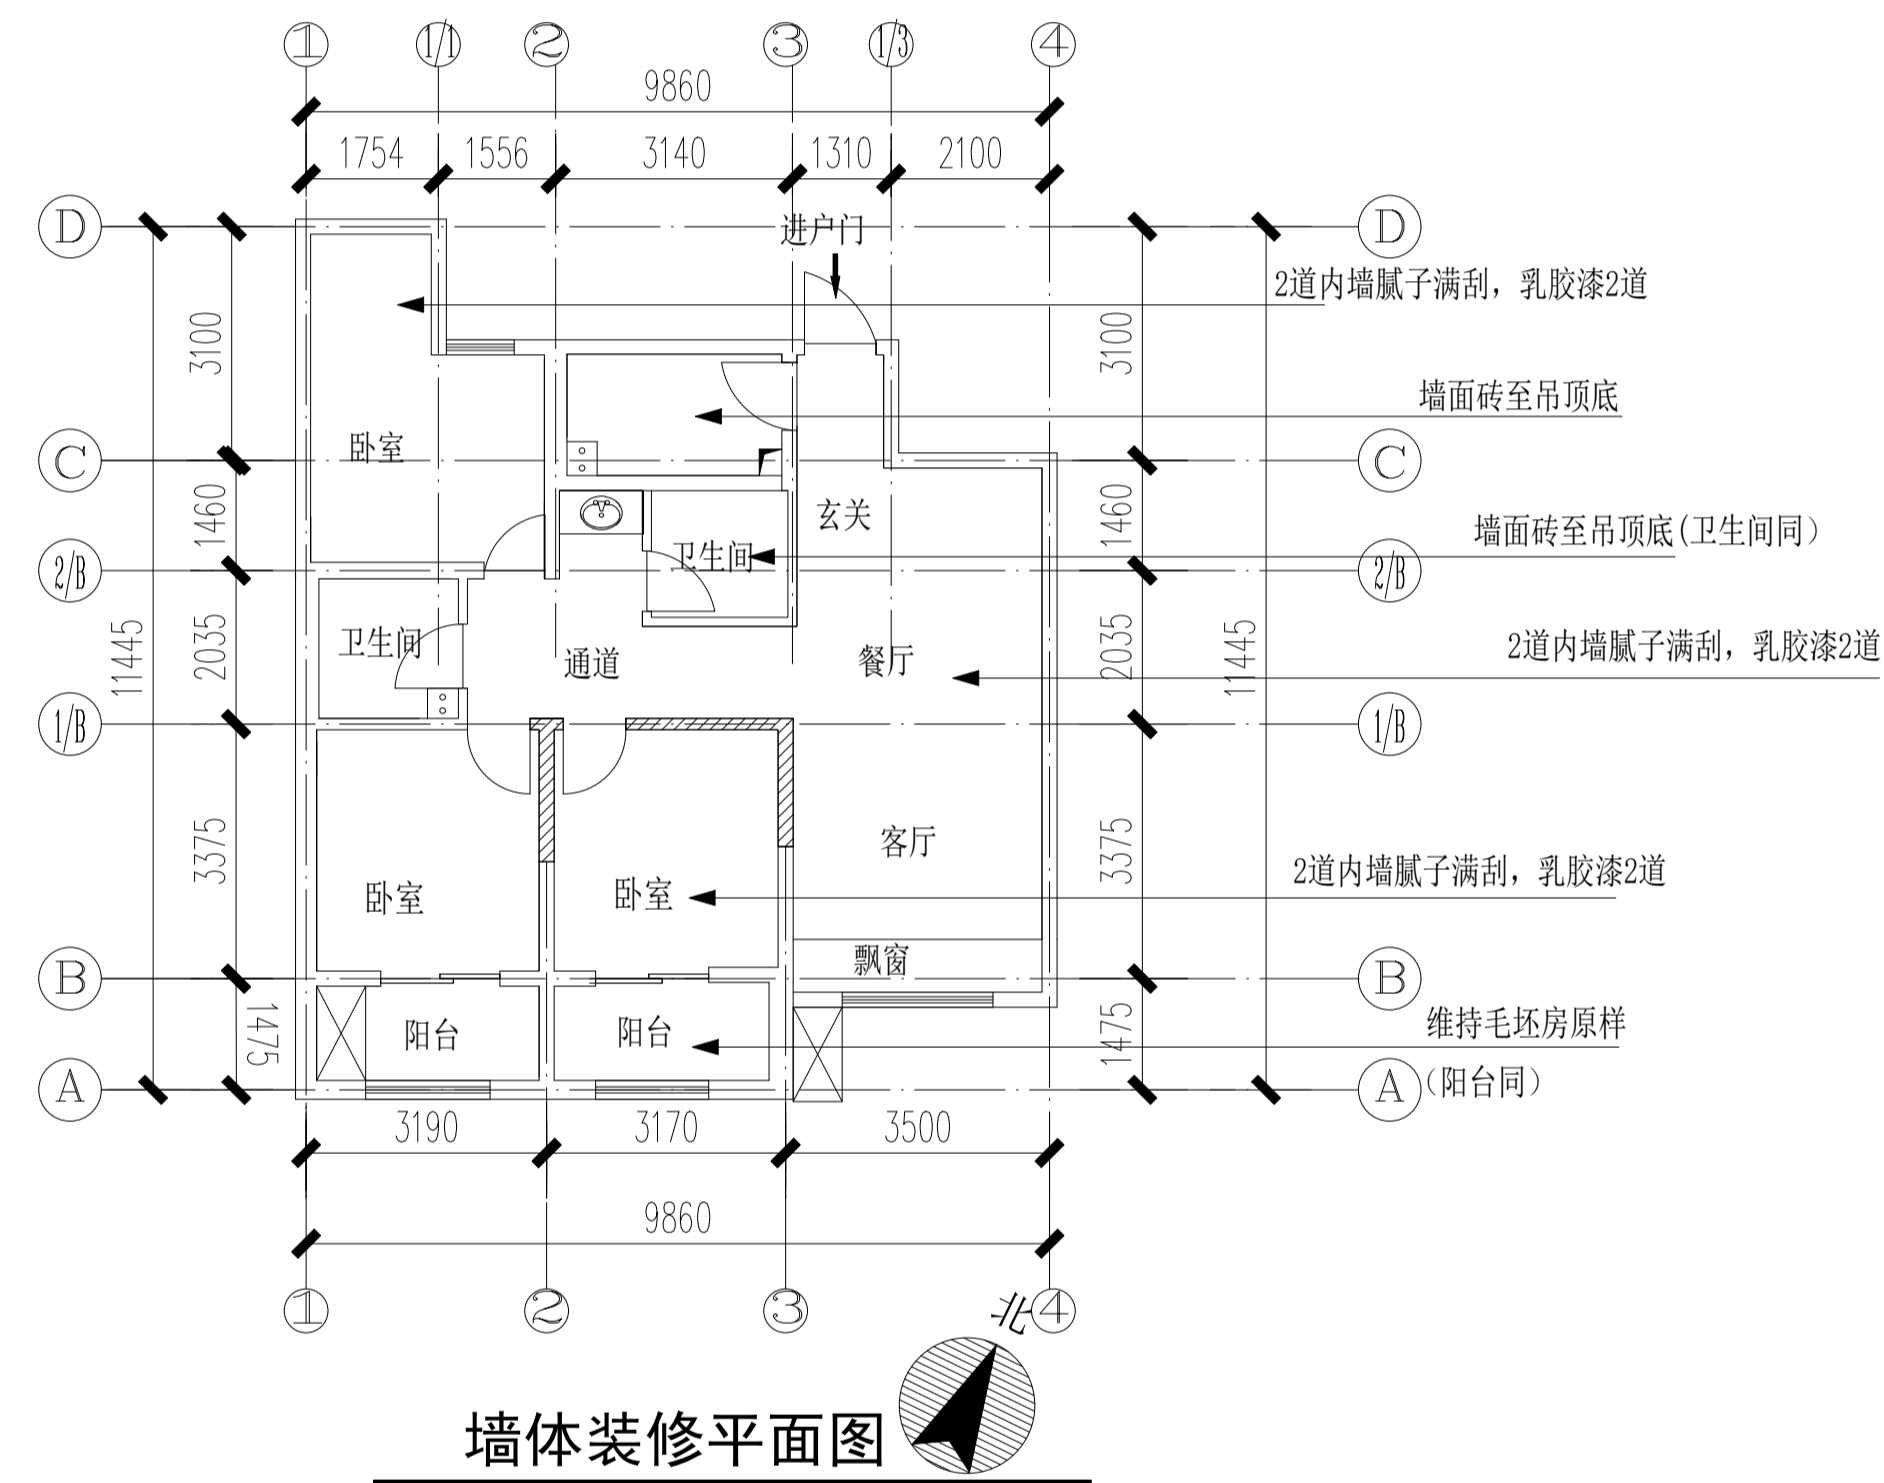 1 1/1 2 3 1/3 4
9860
1754 1556 3140 1310 2100
D D
进户门
2道内墙腻子满刮，乳胶漆2道
3100 3100
墙面砖至吊顶底
卧室
C C
1460 玄关 1460
墙面砖至吊顶底(卫生间同）
卫生间
2/B 2/B
11445 2035 卫生间 通道 餐厅 2035 11445
2道内墙腻子满刮，乳胶漆2道
1/B 1/B
3375 客厅 3375
2道内墙腻子满刮，乳胶漆2道
卧室 卧室
飘窗
B B
1475 阳台 阳台 1475
维持毛坯房原样
A A （阳台同）
3190 3170 3500
9860
1 2 3 4
北
墙体装修平面图